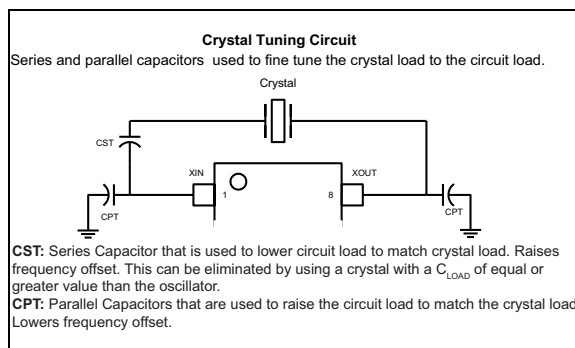 Crystal Tuning Circuit
Series and parallel capacitors used to fine tune the crystal load to the circuit load.
Crystal
CST
XIN
XOUT
1
8
CPT
CPT
CST: Series Capacitor that is used to lower circuit load to match crystal load. Raises
frequency offset. This can be eliminated by using a crystal with a CLOAD of equal or
greater value than the oscillator.
CPT: Parallel Capacitors that are used to raise the circuit load to match the crystal load
Lowers frequency offset.